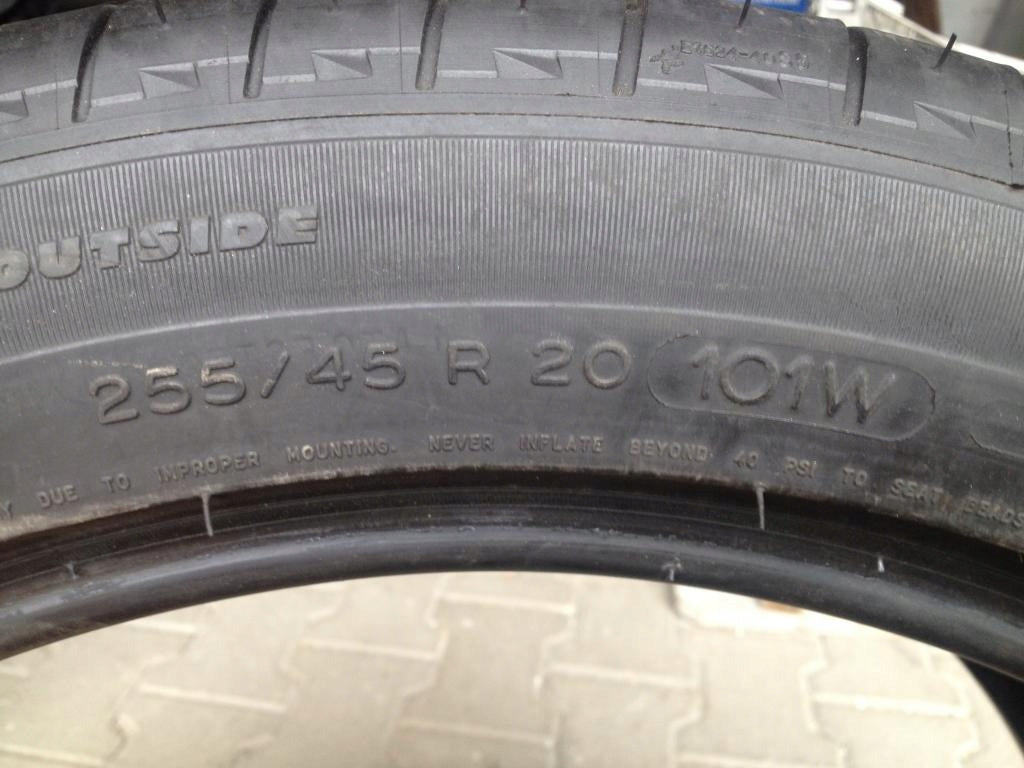 OUTSIDE
255/45 R 20 101W
DUE TO IMPROPER MOUNTING. NEVER INFLATE BEYOND 40 PSI TO SEAT BEADS